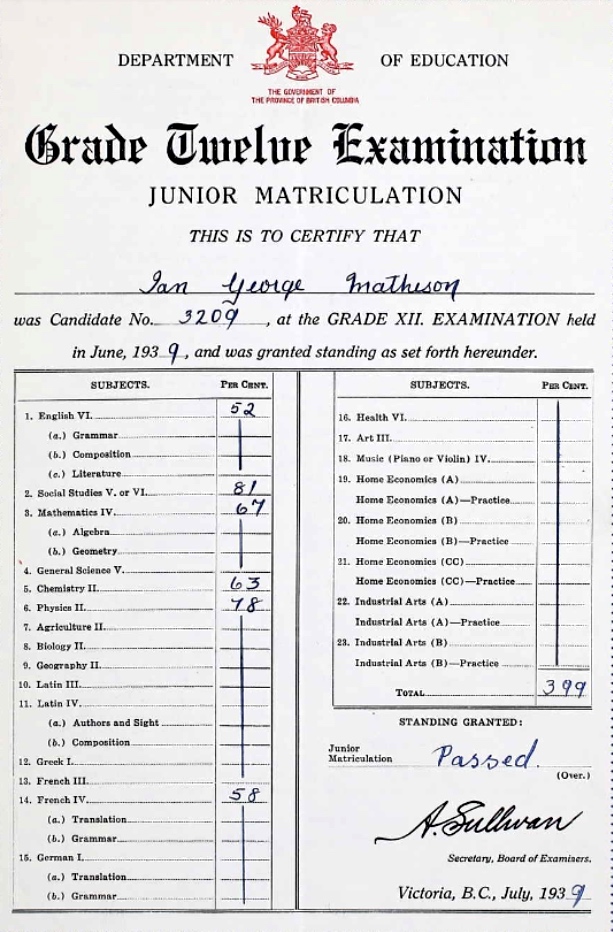 DEPARTMENT OF EDUCATION
THE GOVERNMENT OF
THE PROVINCE OF BRITISH COLUMBIA
Grade Twelve Examination
JUNIOR MATRICULATION
THIS IS TO CERTIFY THAT
Ian George Matheson
was Candidate No. 3209, at the GRADE XII. EXAMINATION held
in June, 1939, and was granted standing as set forth hereunder.
SUBJECTS. PER CENT.
1. English VI. 52
(a.) Grammar
(b.) Composition
(c.) Literature
2. Social Studies V. or VI. 81
3. Mathematics IV. 67
(a.) Algebra
(b.) Geometry
4. General Science V.
5. Chemistry II. 63
6. Physics II. 78
7. Agriculture II.
8. Biology II.
9. Geography II.
10. Latin III.
11. Latin IV.
(a.) Authors and Sight
(b.) Composition
12. Greek I.
13. French III.
14. French IV. 58
(a.) Translation
(b.) Grammar
15. German I.
(a.) Translation
(b.) Grammar
SUBJECTS. PER CENT.
16. Health VI.
17. Art III.
18. Music (Piano or Violin) IV.
19. Home Economics (A)
Home Economics (A)—Practice
20. Home Economics (B)
Home Economics (B)—Practice
21. Home Economics (CC)
Home Economics (CC)—Practice
22. Industrial Arts (A)
Industrial Arts (A)—Practice
23. Industrial Arts (B)
Industrial Arts (B)—Practice
TOTAL 399
STANDING GRANTED:
Junior
Matriculation Passed.
(Over.)
A. Sullivan
Secretary, Board of Examiners.
Victoria, B.C., July, 1939